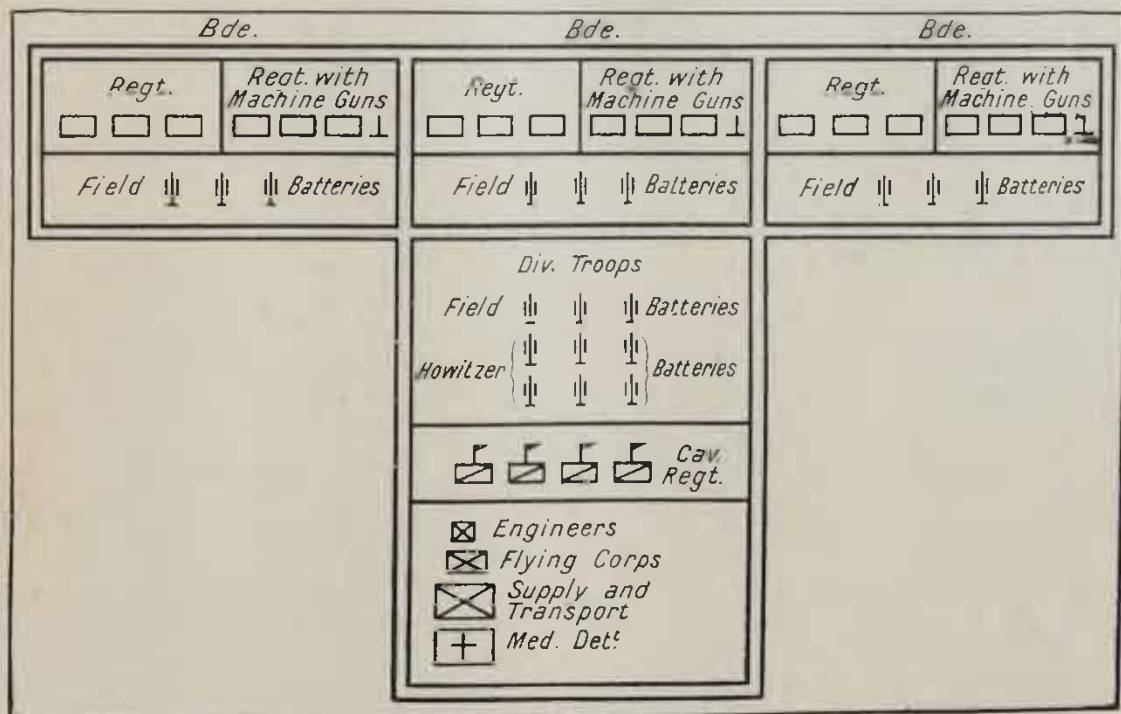 Bde.
Bde.
Bde.
Regt.
Regt. with
Machine Guns
Regt.
Regt. with
Machine Guns
Regt.
Regt. with
Machine Guns
Field Batteries
Field Batteries
Field Batteries
Div. Troops
Field Batteries
Howitzer Batteries
Cav.
Regt.
Engineers
Flying Corps
Supply and
Transport
Med. Dett.